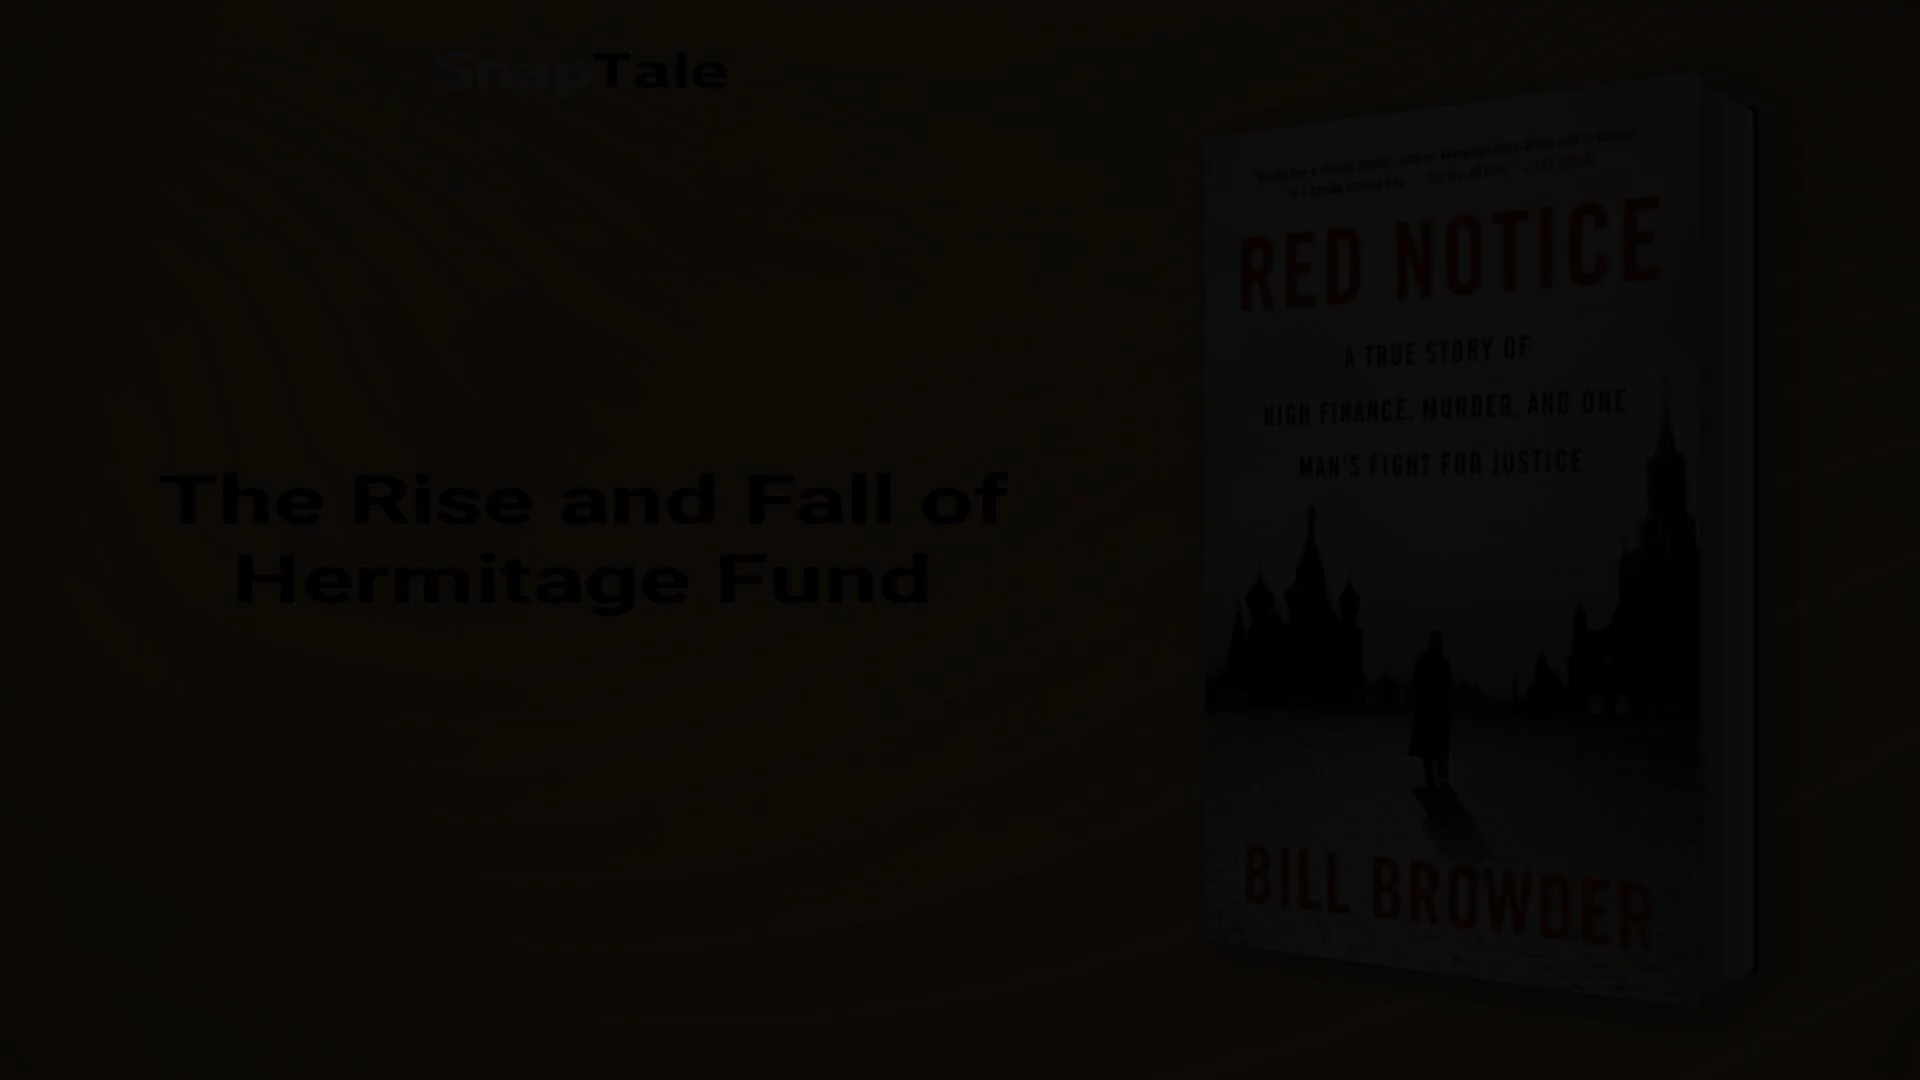 SnapTale
The Rise and Fall of
Hermitage Fund
RED NOTICE
A TRUE STORY OF
HIGH FINANCE, MURDER, AND ONE
MAN'S FIGHT FOR JUSTICE
BILL BROWDER